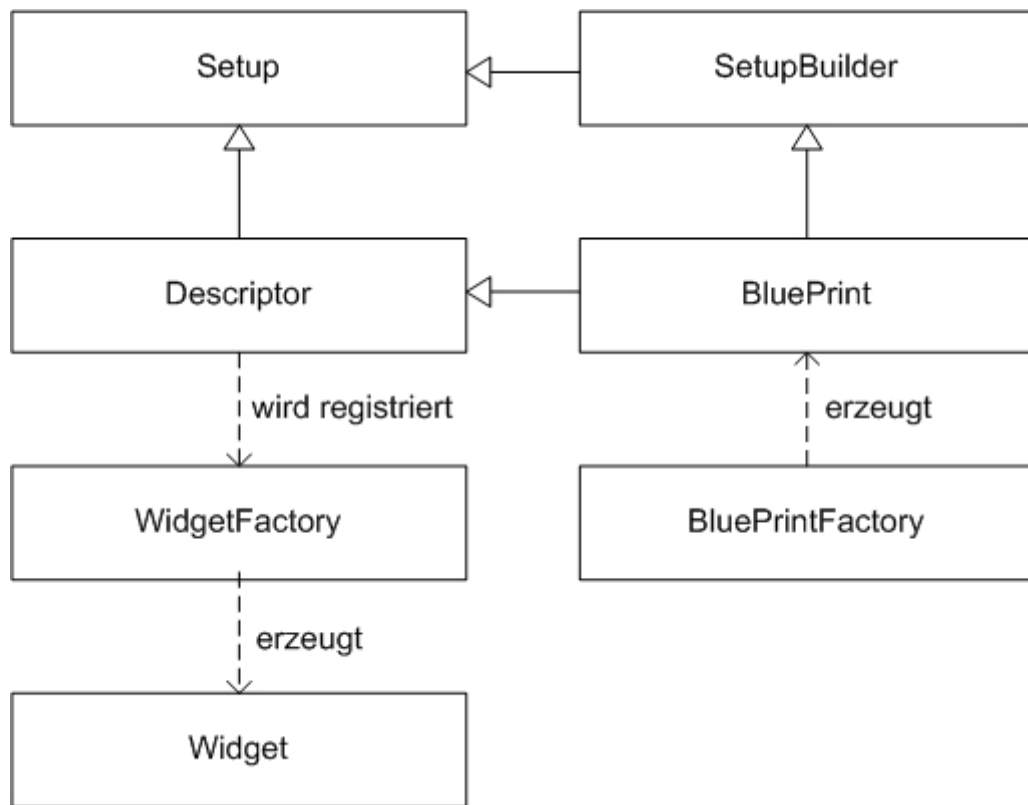 Setup
SetupBuilder
Descriptor
BluePrint
wird registriert
erzeugt
WidgetFactory
BluePrintFactory
erzeugt
Widget